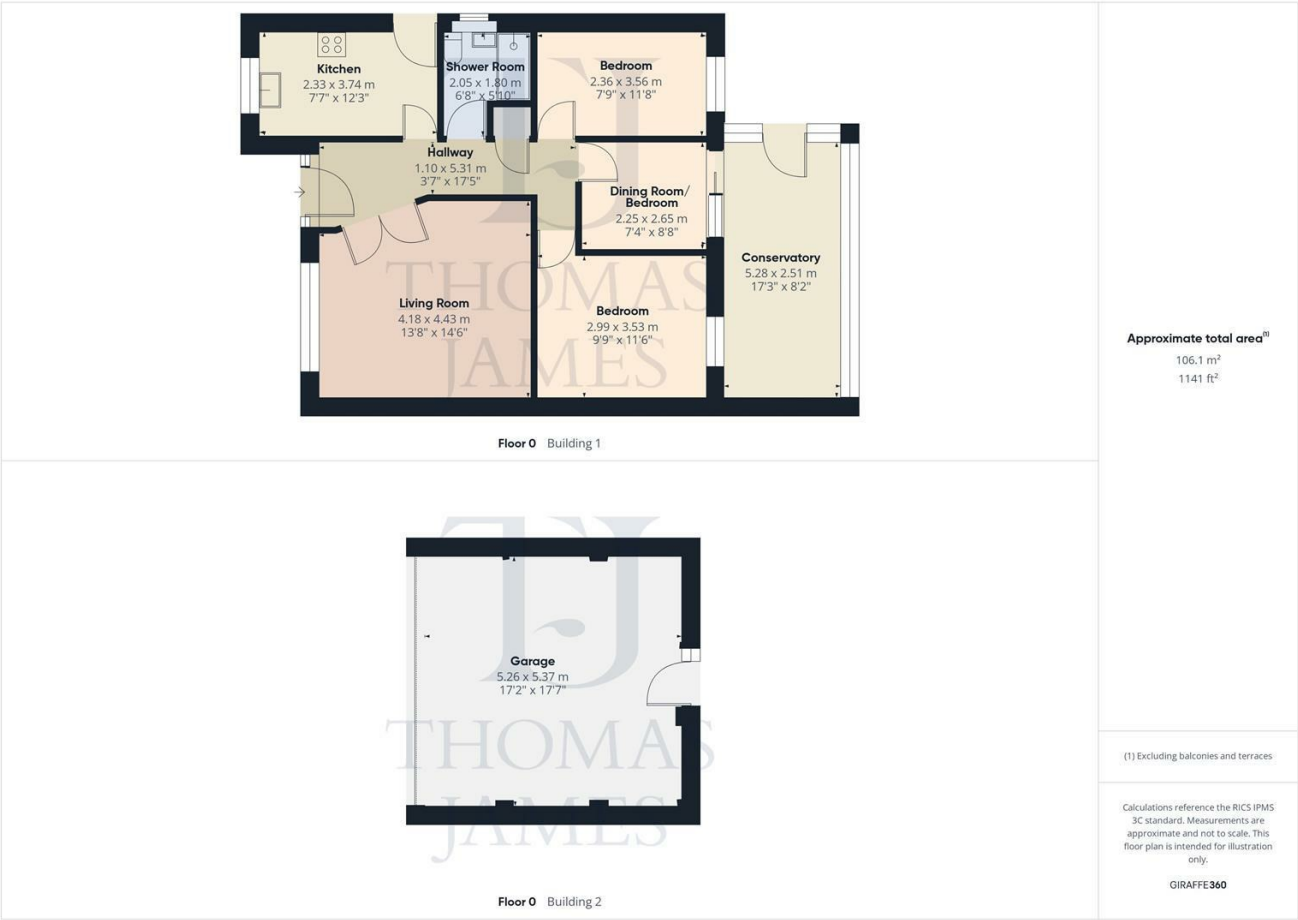 Kitchen
2.33 x 3.74 m
7'7" x 12'3"
Shower Room
2.05 x 1.80 m
6'8" x 5'10"
Bedroom
2.36 x 3.56 m
7'9" x 11'8"
Hallway
1.10 x 5.31 m
3'7" x 17'5"
Dining Room/
Bedroom
2.25 x 2.65 m
7'4" x 8'8"
Conservatory
5.28 x 2.51 m
17'3" x 8'2"
Living Room
4.18 x 4.43 m
13'8" x 14'6"
Bedroom
2.99 x 3.53 m
9'9" x 11'6"
TJ
THOMAS
JAMES
Floor 0 Building 1
Garage
5.26 x 5.37 m
17'2" x 17'7"
TJ
THOMAS
JAMES
Floor 0 Building 2
Approximate total area(1)
106.1 m²
1141 ft²
(1) Excluding balconies and terraces
Calculations reference the RICS IPMS
3C standard. Measurements are
approximate and not to scale. This
floor plan is intended for illustration
only.
GIRAFFE360